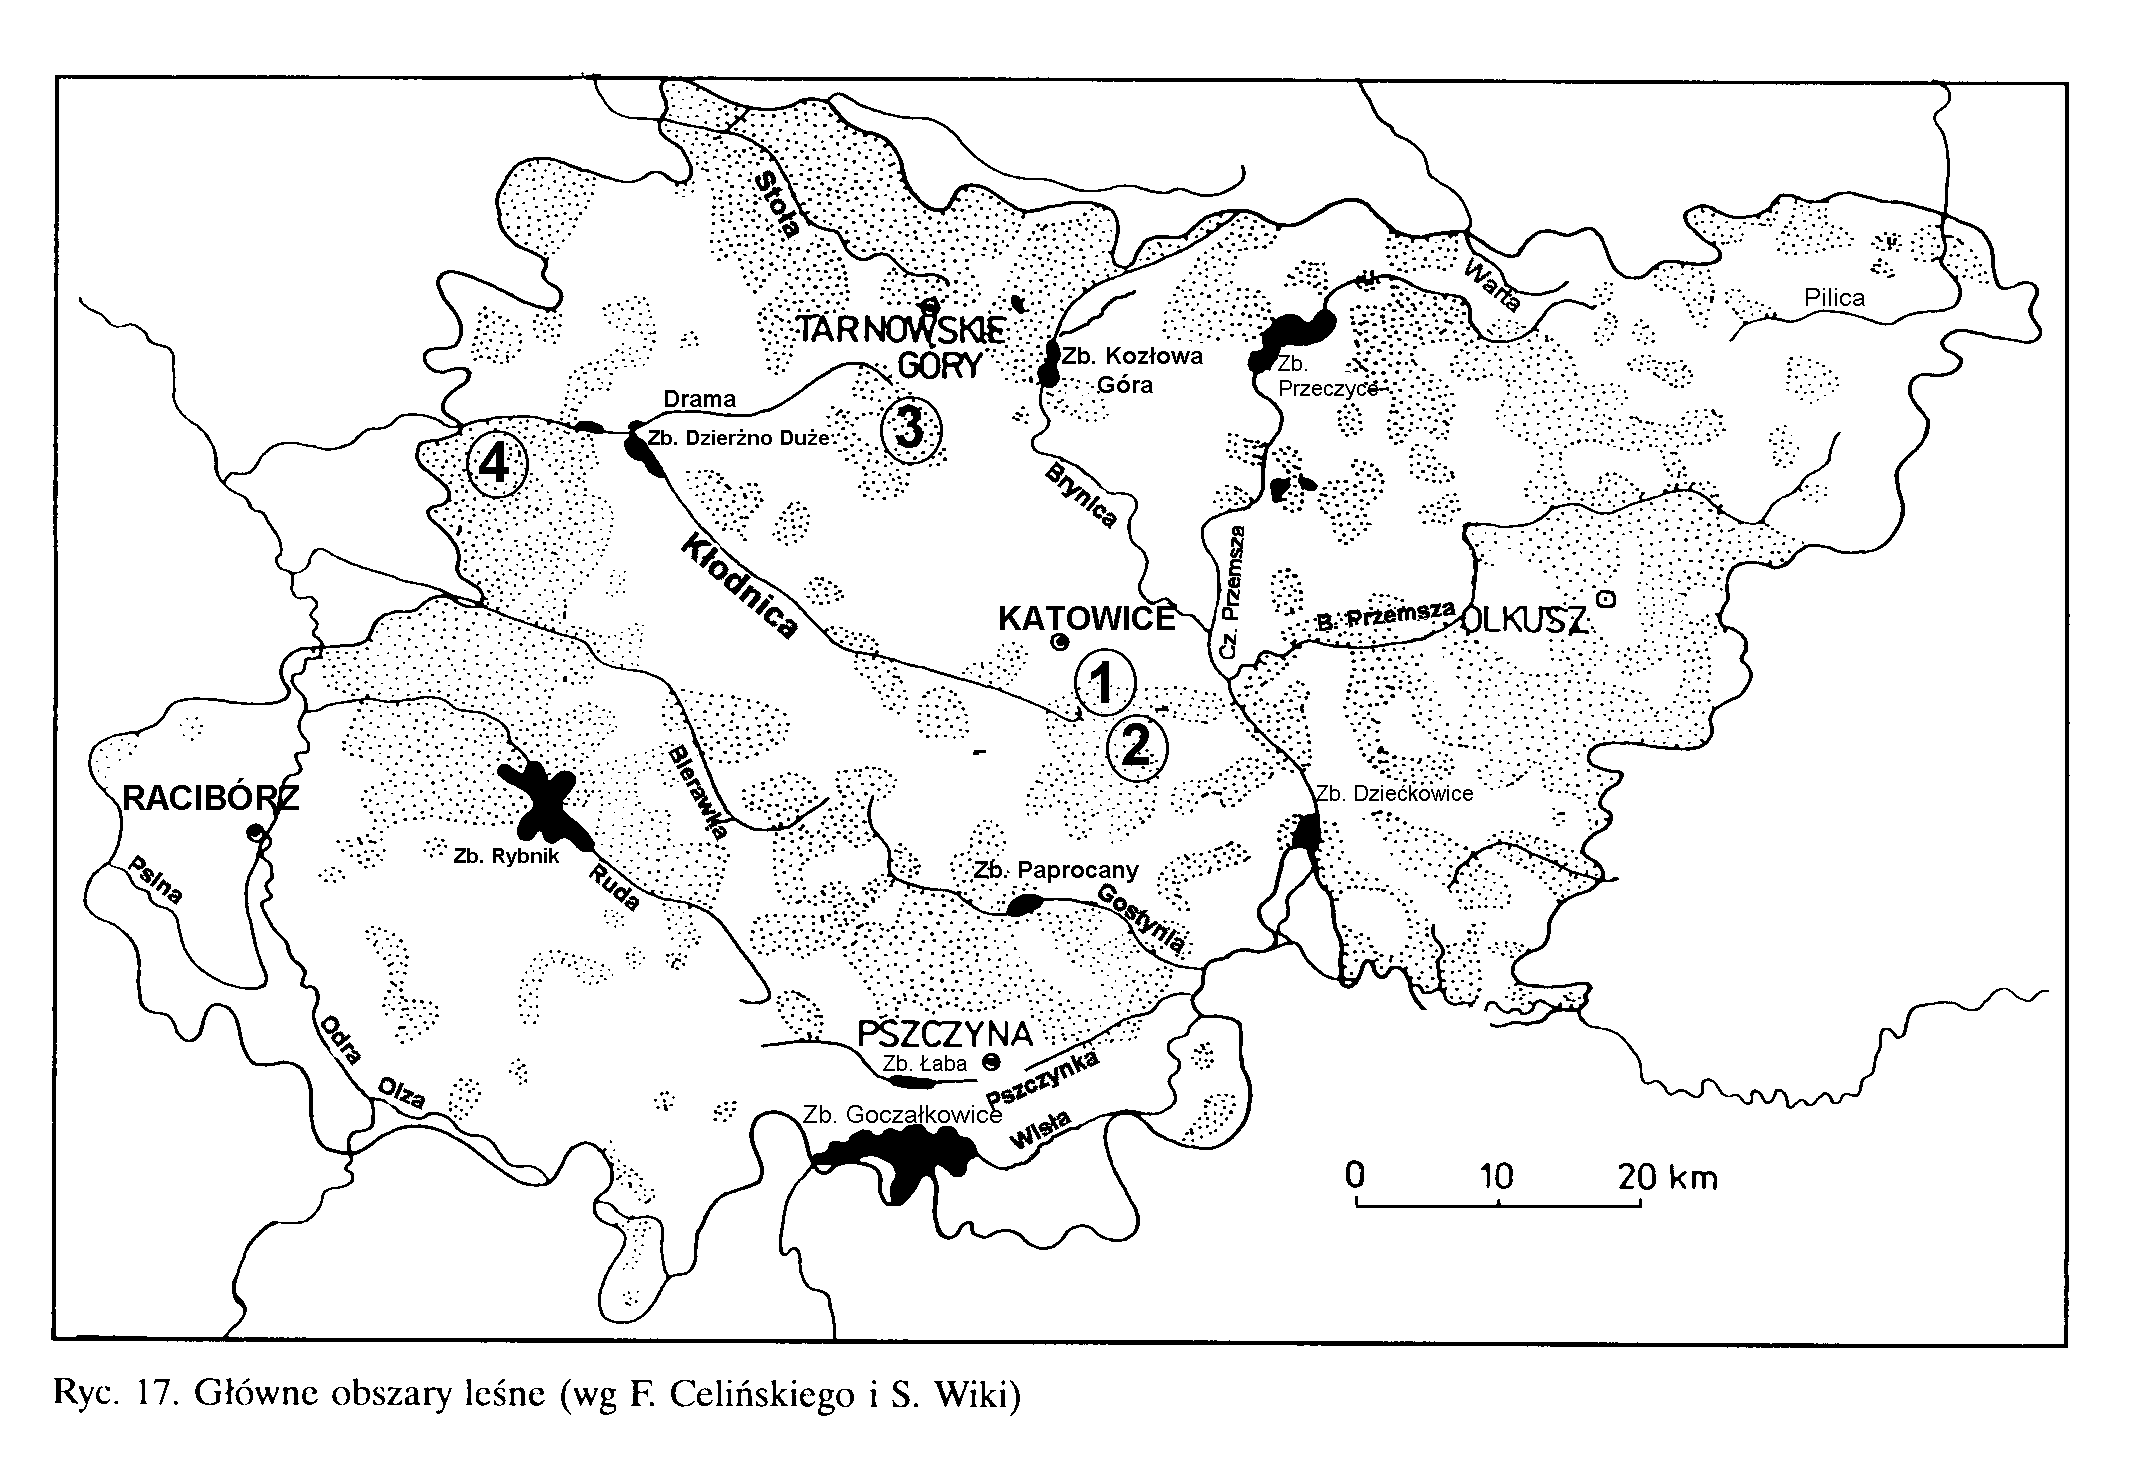 Stoła
Warta
Pilica
TARNOWSKIE
GÓRY
Zb. Kozłowa
Góra
Zb.
Przeczyce
Drama
Zb. Dzierżno Duże
3
4
Brynica
Kłodnica
Cz. Przemsza
KATOWICE
B. Przemsza
OLKUSZ
1
2
Bierawka
RACIBÓRZ
Zb. Dziećkowice
Zb. Rybnik
Ruda
Psina
Zb. Paprocany
Gostynia
PSZCZYNA
Zb. Łaba
Pszczynka
Odra
Olza
Zb. Goczałkowice
Wisła
0 10 20 km
Ryc. 17. Główne obszary leśne (wg F. Celińskiego i S. Wiki)